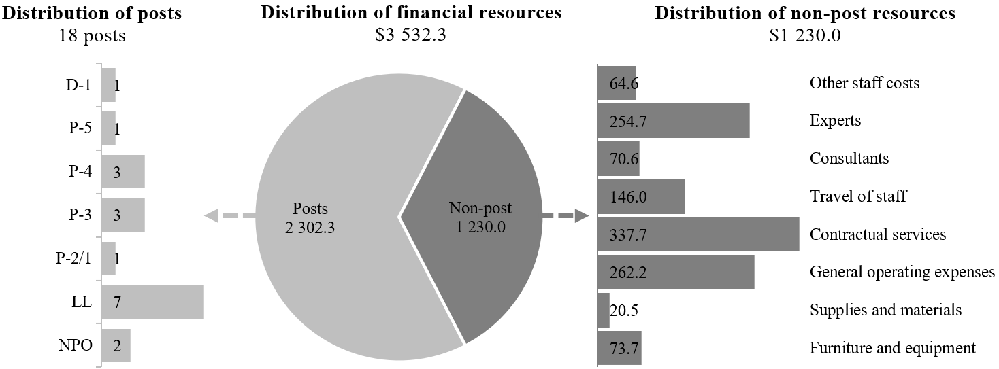 Distribution of posts
18 posts
D-1 1
P-5 1
P-4 3
P-3 3
P-2/1 1
LL 7
NPO 2
Distribution of financial resources
$3 532.3
Posts
2 302.3
Non-post
1 230.0
Distribution of non-post resources
$1 230.0
64.6 Other staff costs
254.7 Experts
70.6 Consultants
146.0 Travel of staff
337.7 Contractual services
262.2 General operating expenses
20.5 Supplies and materials
73.7 Furniture and equipment